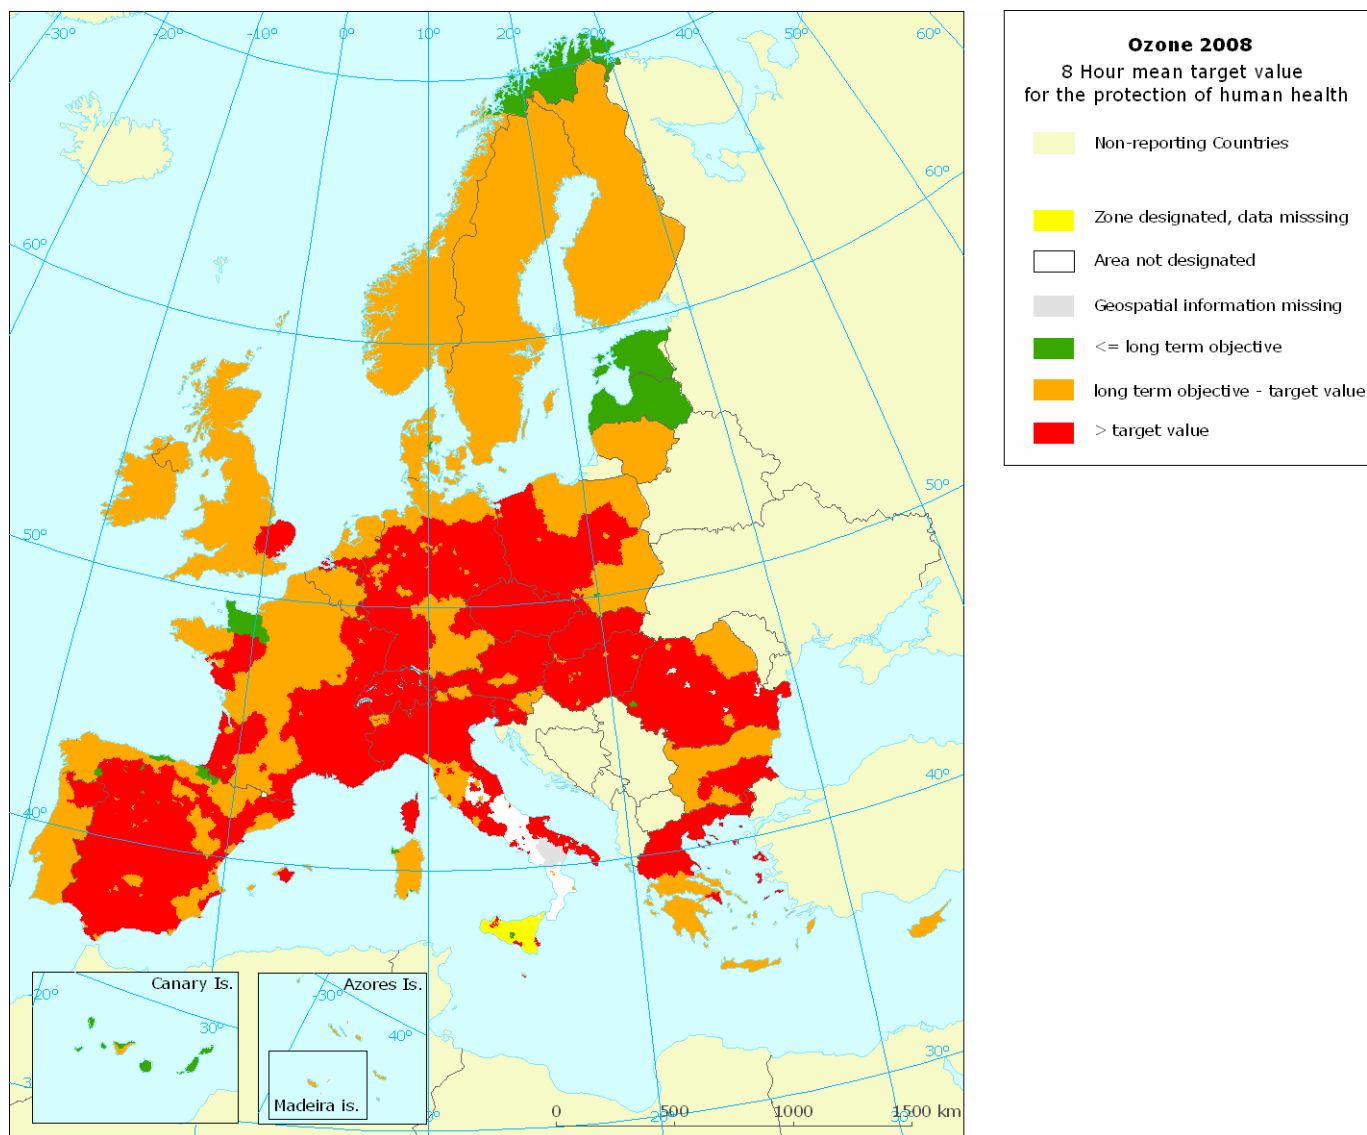 -30°
-20°
-10°
0°
10°
20°
30°
40°
50°
60°
60°
60°
50°
50°
40°
40°
30°
Canary Is.
-20°
30°
Azores Is.
-30°
40°
Madeira is.
0
500
1000
1500 km
Ozone 2008
8 Hour mean target value
for the protection of human health
Non-reporting Countries
Zone designated, data misssing
Area not designated
Geospatial information missing
<= long term objective
long term objective - target value
> target value